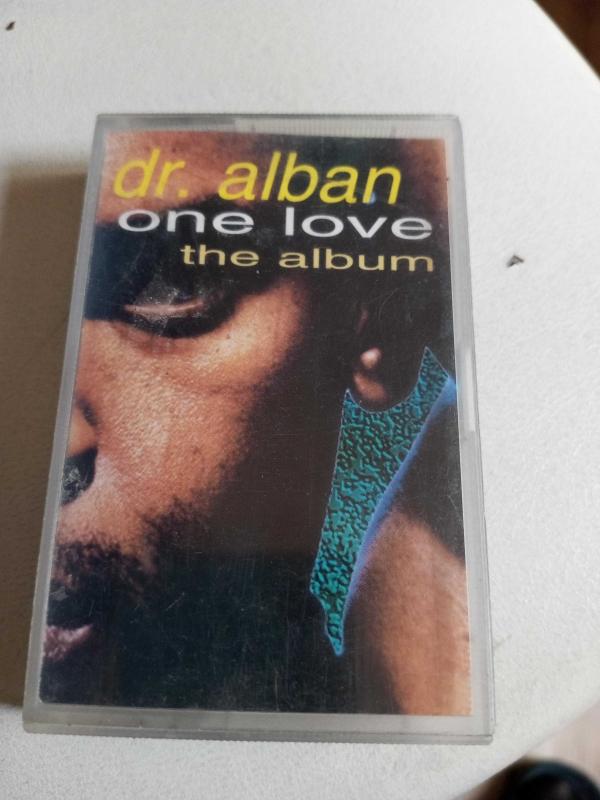 dr. alban
one love
the album